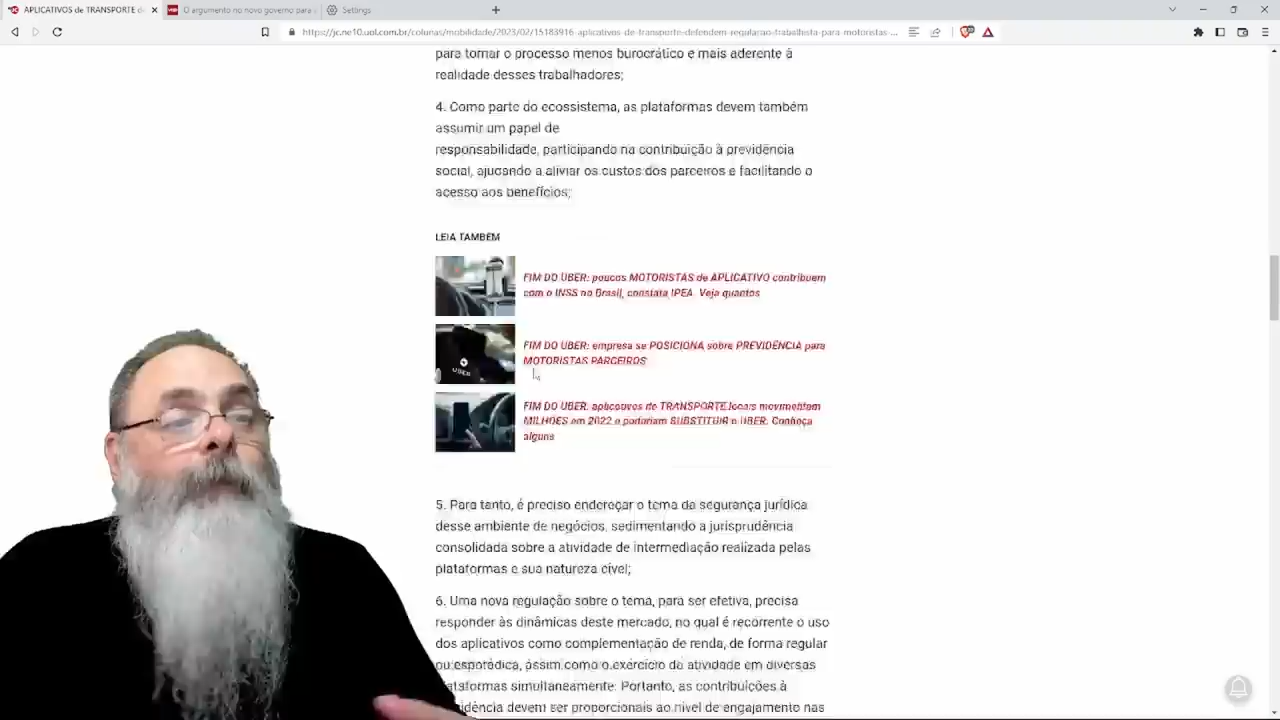 APLICATIVOS de TRANSPORTE de
O argumento no novo governo para
Settings
https://jc.ne10.uol.com.br/colunas/mobilidade/2023/02/15183916-aplicativos-de-transporte-defendem-regularao-trabalhista-para-motoristas-...
para tornar o processo menos burocrático e mais aderente à
realidade desses trabalhadores;
4. Como parte do ecossistema, as plataformas devem também
assumir um papel de
responsabilidade, participando na contribuição à previdência
social, ajudando a aliviar os custos dos parceiros e facilitando o
acesso aos benefícios;
LEIA TAMBÉM
FIM DO UBER: poucos MOTORISTAS de APLICATIVO contribuem
com o INSS no Brasil, constata IPEA. Veja quantos
FIM DO UBER: empresa se POSICIONA sobre PREVIDÊNCIA para
MOTORISTAS PARCEIROS
UBER
FIM DO UBER: aplicativos de TRANSPORTE locais movimentam
MILHÕES em 2022 e poderiam SUBSTITUIR o UBER. Conheça
alguns
5. Para tanto, é preciso endereçar o tema da segurança jurídica
desse ambiente de negócios, sedimentando a jurisprudência
consolidada sobre a atividade de intermediação realizada pelas
plataformas e sua natureza cível;
6. Uma nova regulação sobre o tema, para ser efetiva, precisa
responder às dinâmicas deste mercado, no qual é recorrente o uso
dos aplicativos como complementação de renda, de forma regular
ou esporádica, assim como o exercício da atividade em diversas
plataformas simultaneamente. Portanto, as contribuições à
idência devem ser proporcionais ao nível de engajamento nas